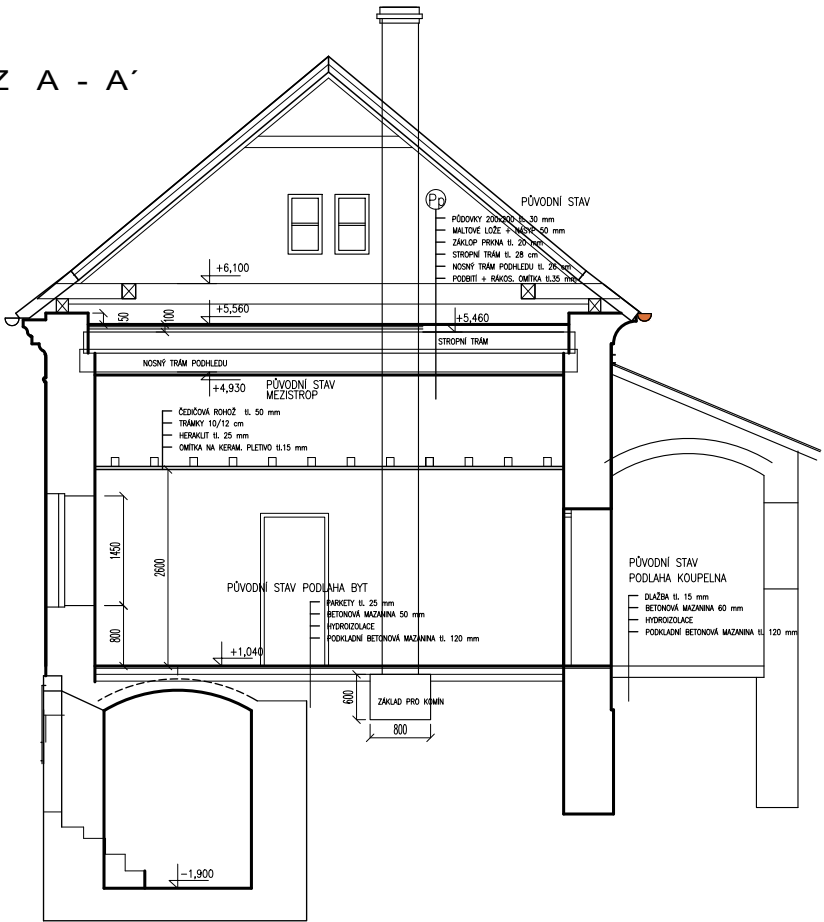 Z A - A´
Pp
PŮVODNÍ STAV
PŮDOVKY 200x200 tl. 30 mm
MALTOVÉ LOŽE + NÁSYP 50 mm
ZÁKLOP PRKNA tl. 20 mm
STROPNÍ TRÁM tl. 28 cm
NOSNÝ TRÁM PODHLEDU tl. 26 cm
PODBITÍ + RÁKOS. OMÍTKA tl.35 mm
+6,100
50
100
+5,560
+5,460
STROPNÍ TRÁM
NOSNÝ TRÁM PODHLEDU
+4,930
PŮVODNÍ STAV
MEZISTROP
ČEDIČOVÁ ROHOŽ tl. 50 mm
TRÁMKY 10/12 cm
HERAKLIT tl. 25 mm
OMÍTKA NA KERAM. PLETIVO tl.15 mm
1450
2600
800
PŮVODNÍ STAV PODLAHA BYT
PARKETY tl. 25 mm
BETONOVÁ MAZANINA 50 mm
HYDROIZOLACE
PODKLADNÍ BETONOVÁ MAZANINA tl. 120 mm
PŮVODNÍ STAV
PODLAHA KOUPELNA
DLAŽBA tl. 15 mm
BETONOVÁ MAZANINA 60 mm
HYDROIZOLACE
PODKLADNÍ BETONOVÁ MAZANINA tl. 120 mm
+1,040
600
ZÁKLAD PRO KOMÍN
800
-1,900